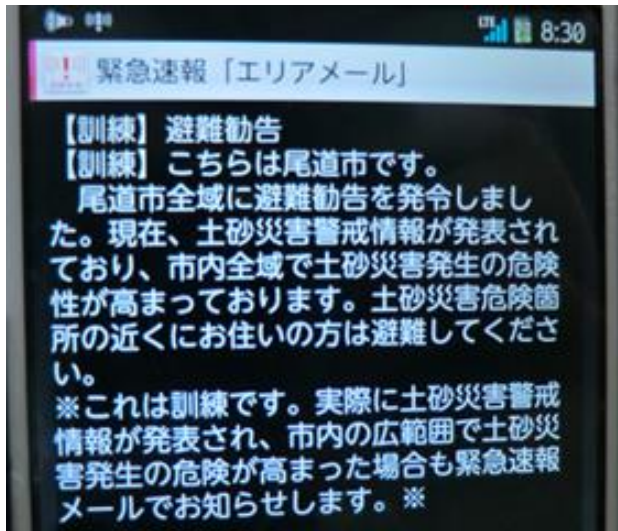 LTE 8:30
緊急速報「エリアメール」
【訓練】避難勧告
【訓練】こちらは尾道市です。
　尾道市全域に避難勧告を発令しまし
た。現在、土砂災害警戒情報が発表され
ており、市内全域で土砂災害発生の危険
性が高まっております。土砂災害危険箇
所の近くにお住いの方は避難してくださ
い。
※これは訓練です。実際に土砂災害警戒
情報が発表され、市内の広範囲で土砂災
害発生の危険が高まった場合も緊急速報
メールでお知らせします。※